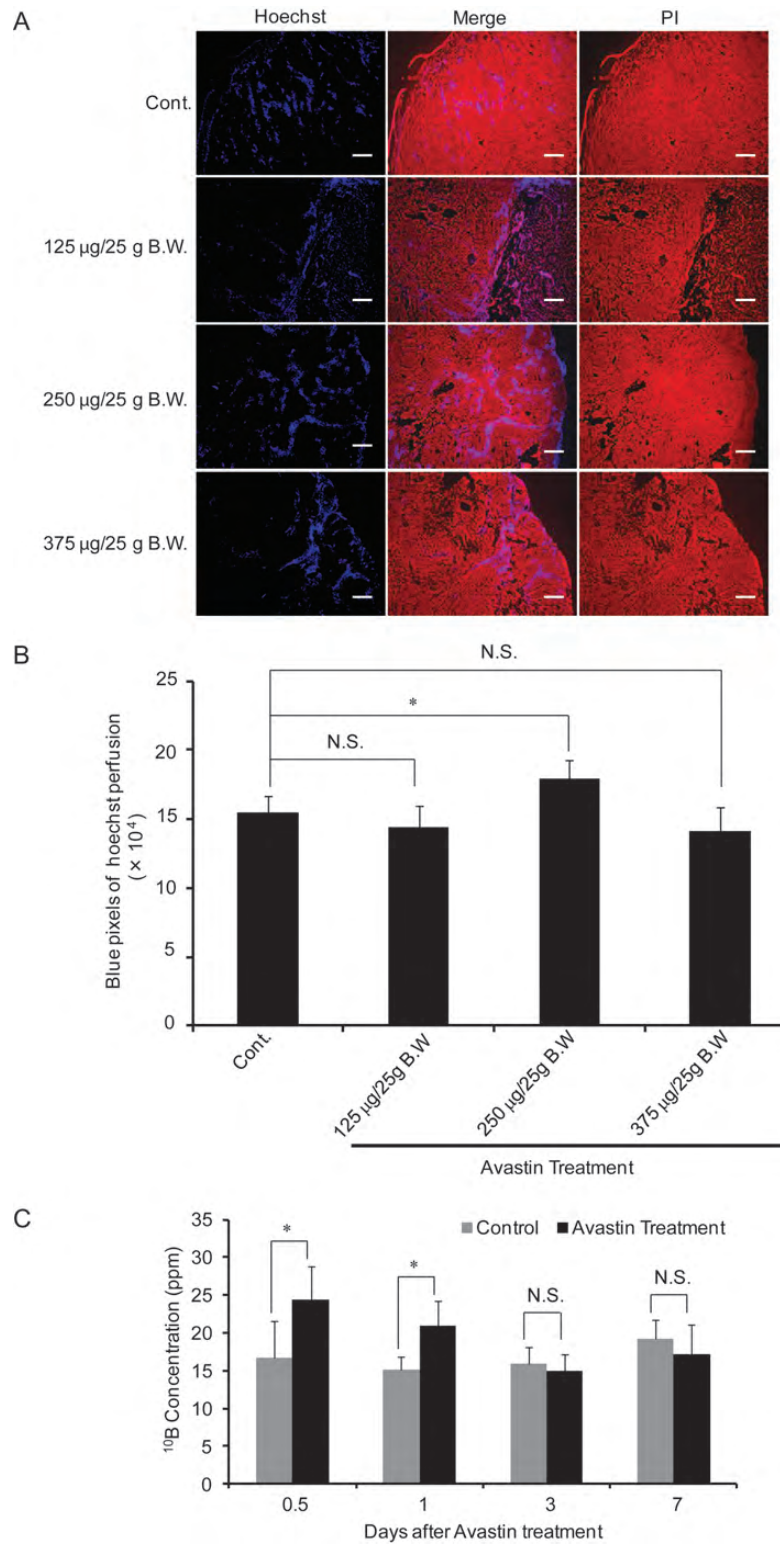 A
Hoechst Merge PI
Cont.
125 μg/25 g B.W.
250 μg/25 g B.W.
375 μg/25 g B.W.
B
N.S.
*
N.S.
Blue pixels of hoechst perfusion
(× 10⁴)
25
20
15
10
5
0
Cont.
125 μg/25g B.W
250 μg/25g B.W
375 μg/25g B.W
Avastin Treatment
C
Control Avastin Treatment
* * N.S. N.S.
¹⁰B Concentration (ppm)
35
30
25
20
15
10
5
0
0.5 1 3 7
Days after Avastin treatment